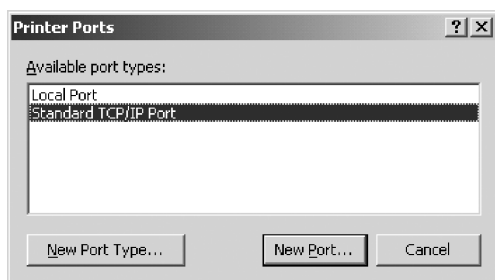 Printer Ports
Available port types:
Local Port
Standard TCP/IP Port
New Port Type...
New Port...
Cancel